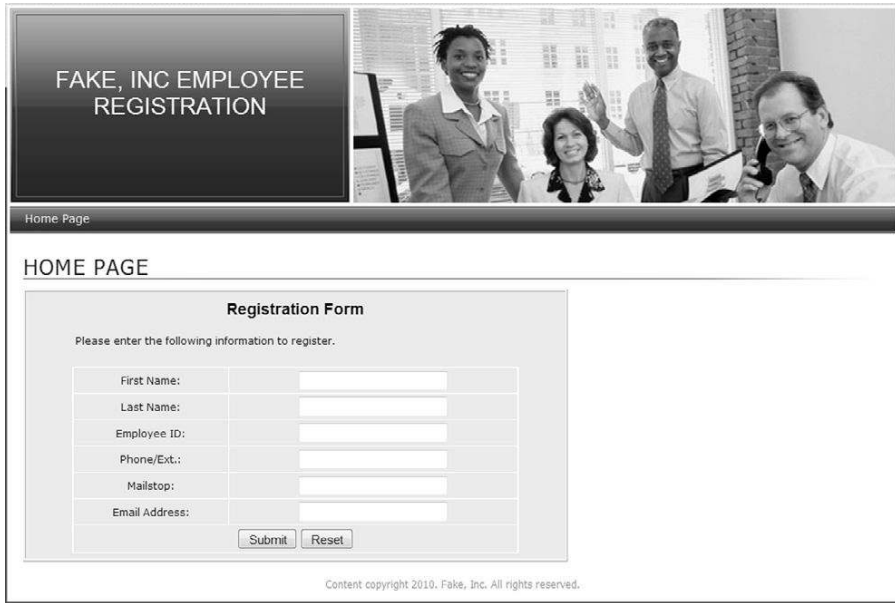 FAKE, INC EMPLOYEE
REGISTRATION
Home Page
HOME PAGE
Registration Form
Please enter the following information to register.
First Name:
Last Name:
Employee ID:
Phone/Ext.:
Mailstop:
Email Address:
Submit Reset
Content copyright 2010. Fake, Inc. All rights reserved.